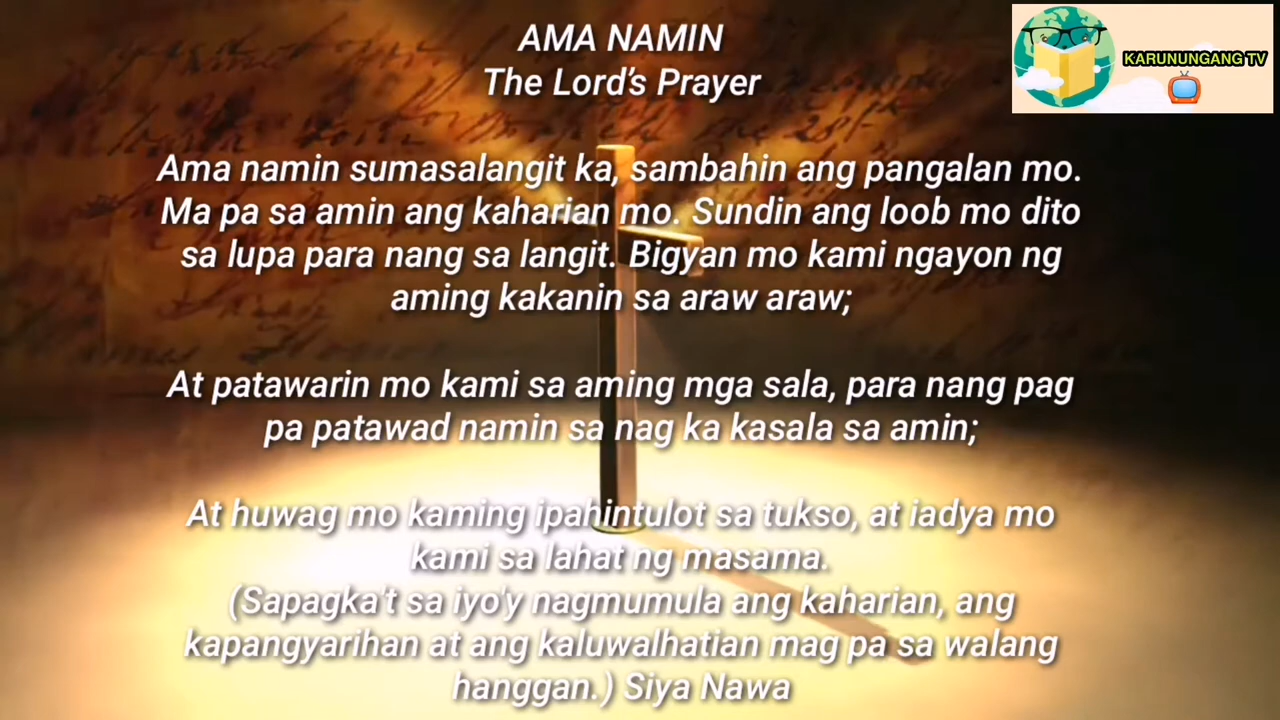 AMA NAMIN
The Lord's Prayer
KARUNUNGANG TV
Ama namin sumasalangit ka, sambahin ang pangalan mo.
Ma pa sa amin ang kaharian mo. Sundin ang loob mo dito
sa lupa para nang sa langit. Bigyan mo kami ngayon ng
aming kakanin sa araw araw;
At patawarin mo kami sa aming mga sala, para nang pag
pa patawad namin sa nag ka kasala sa amin;
At huwag mo kaming ipahintulot sa tukso, at iadya mo
kami sa lahat ng masama.
(Sapagka't sa iyo'y nagmumula ang kaharian, ang
kapangyarihan at ang kaluwalhatian mag pa sa walang
hanggan.) Siya Nawa